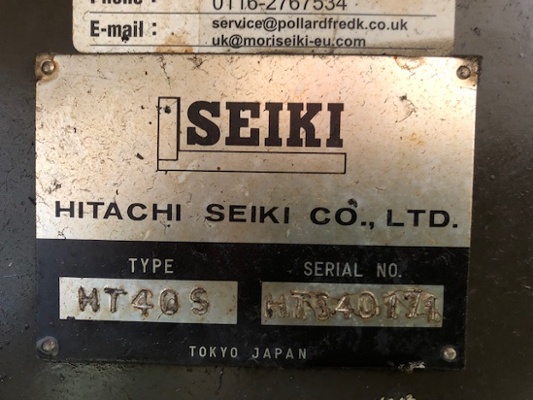 Phone : 0116-2767534
E-mail : service@pollardfredk.co.uk
uk@moriseiki-eu.com
SEIKI
HITACHI SEIKI CO., LTD.
TYPE SERIAL NO.
HT40S
TOKYO JAPAN